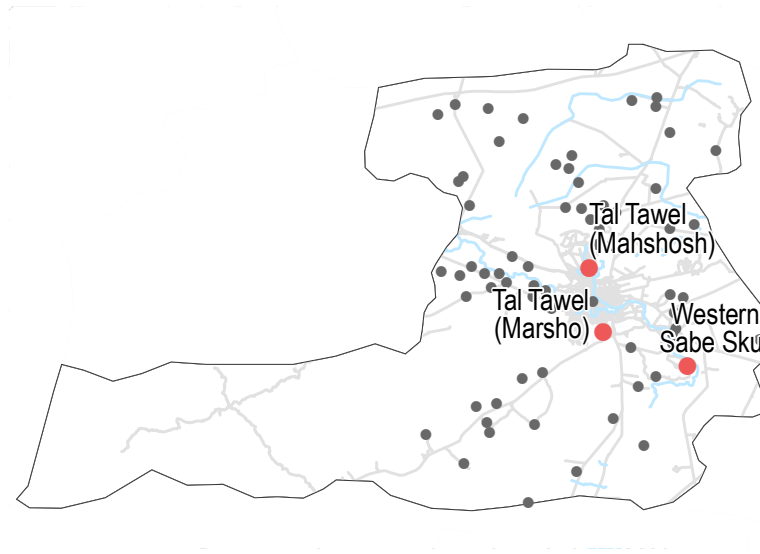 Tal Tawel
(Mahshosh)
Tal Tawel
(Marsho)
Western
Sabe Sku